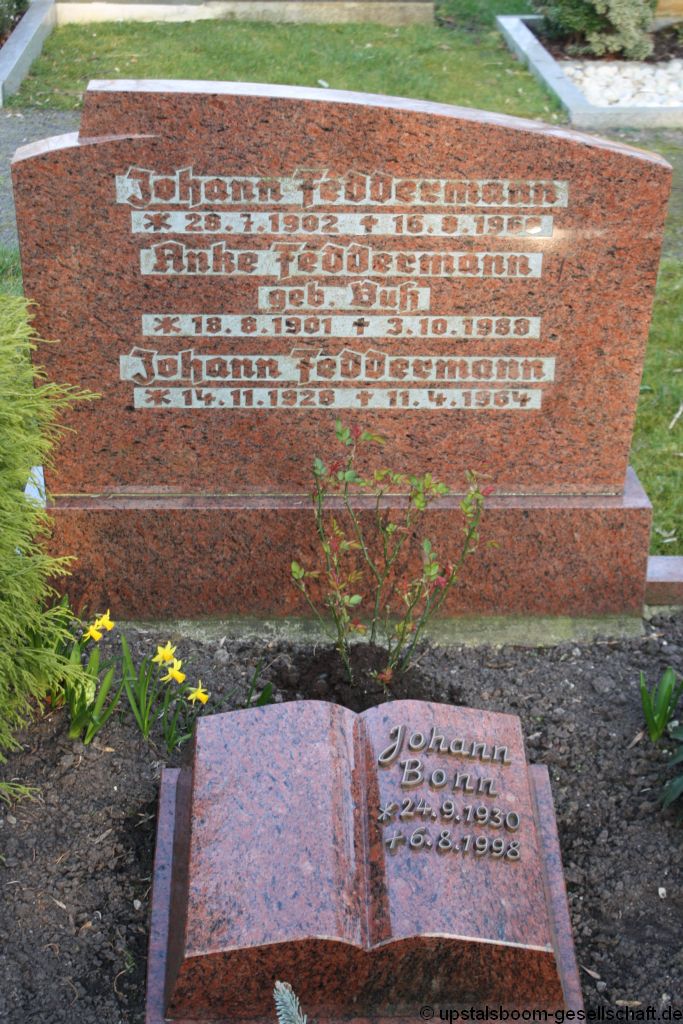 Johann Feddermann
* 28.7.1902 ✝ 16.8.1968
Anke Feddermann
geb. Buß
* 18.8.1901 ✝ 3.10.1988
Johann Feddermann
* 14.11.1928 ✝ 11.4.1964
Johann
Bonn
* 24.9.1930
✝ 6.8.1998
© upstalsboom-gesellschaft.de